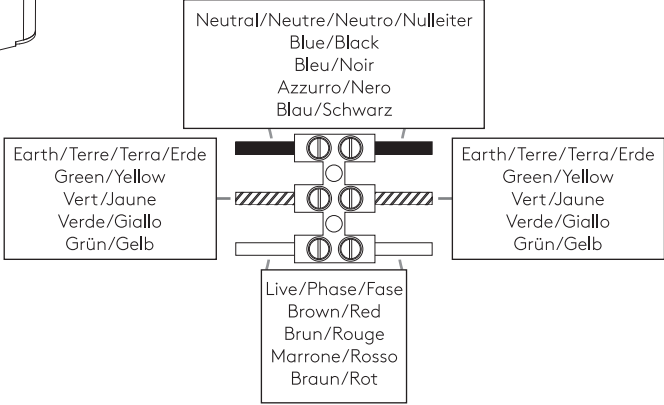 Neutral/Neutre/Neutro/Nulleiter
Blue/Black
Bleu/Noir
Azzurro/Nero
Blau/Schwarz
Earth/Terre/Terra/Erde
Green/Yellow
Vert/Jaune
Verde/Giallo
Grün/Gelb
Earth/Terre/Terra/Erde
Green/Yellow
Vert/Jaune
Verde/Giallo
Grün/Gelb
Live/Phase/Fase
Brown/Red
Brun/Rouge
Marrone/Rosso
Braun/Rot